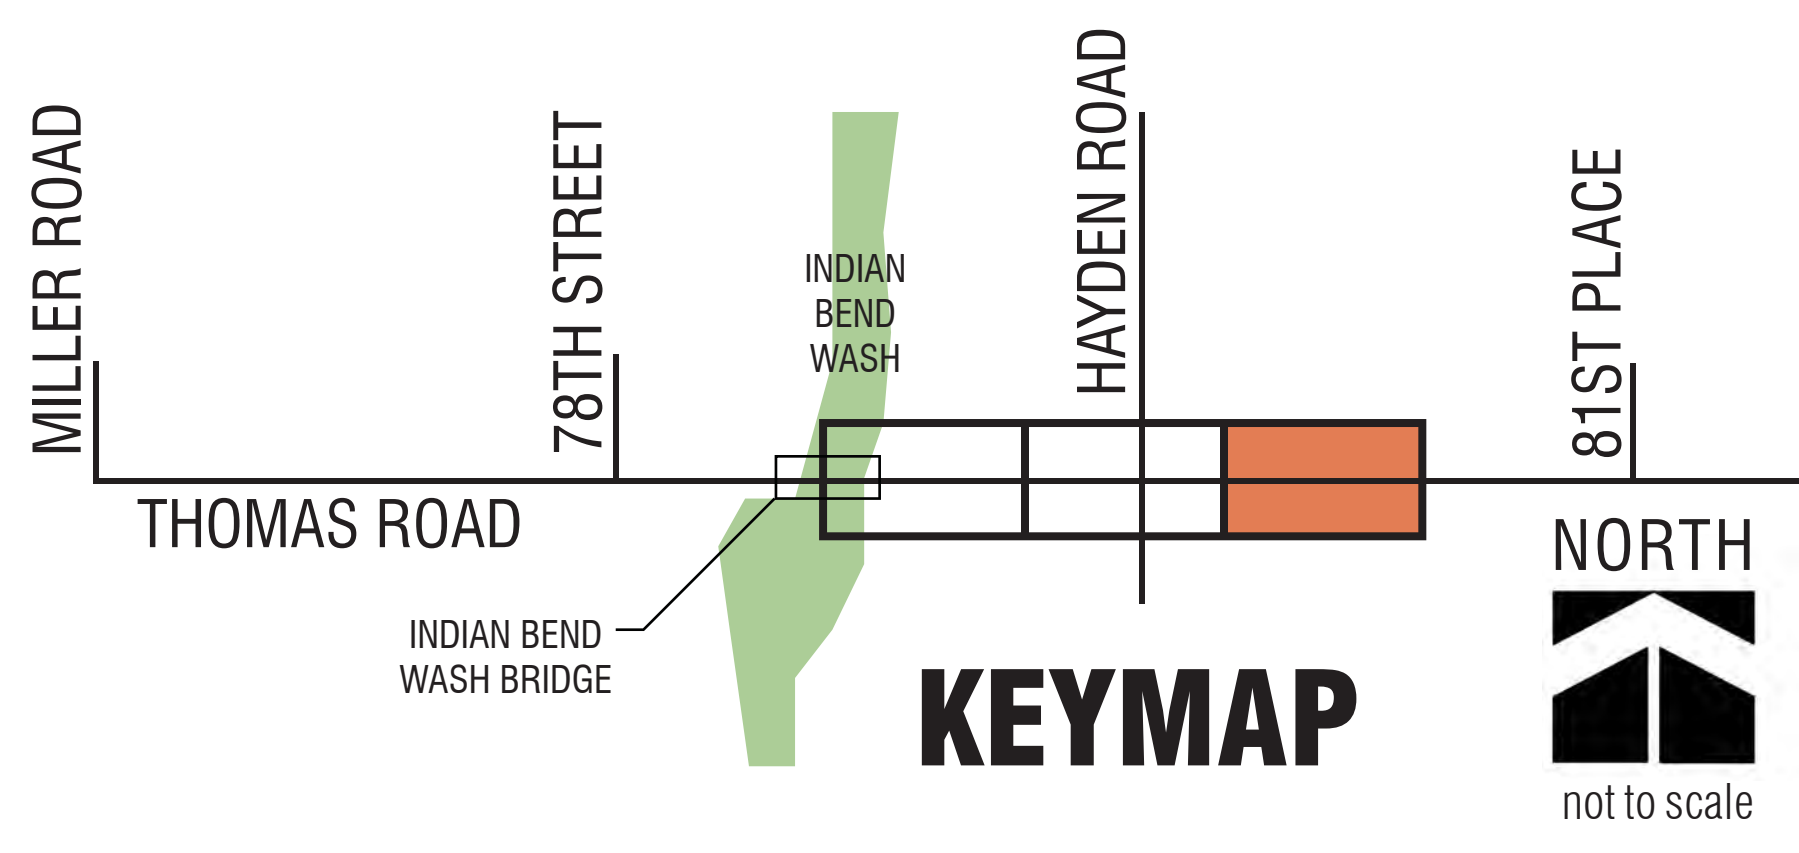 MILLER ROAD
78TH STREET
INDIAN
BEND
WASH
HAYDEN ROAD
81ST PLACE
THOMAS ROAD
INDIAN BEND
WASH BRIDGE
KEYMAP
NORTH
not to scale